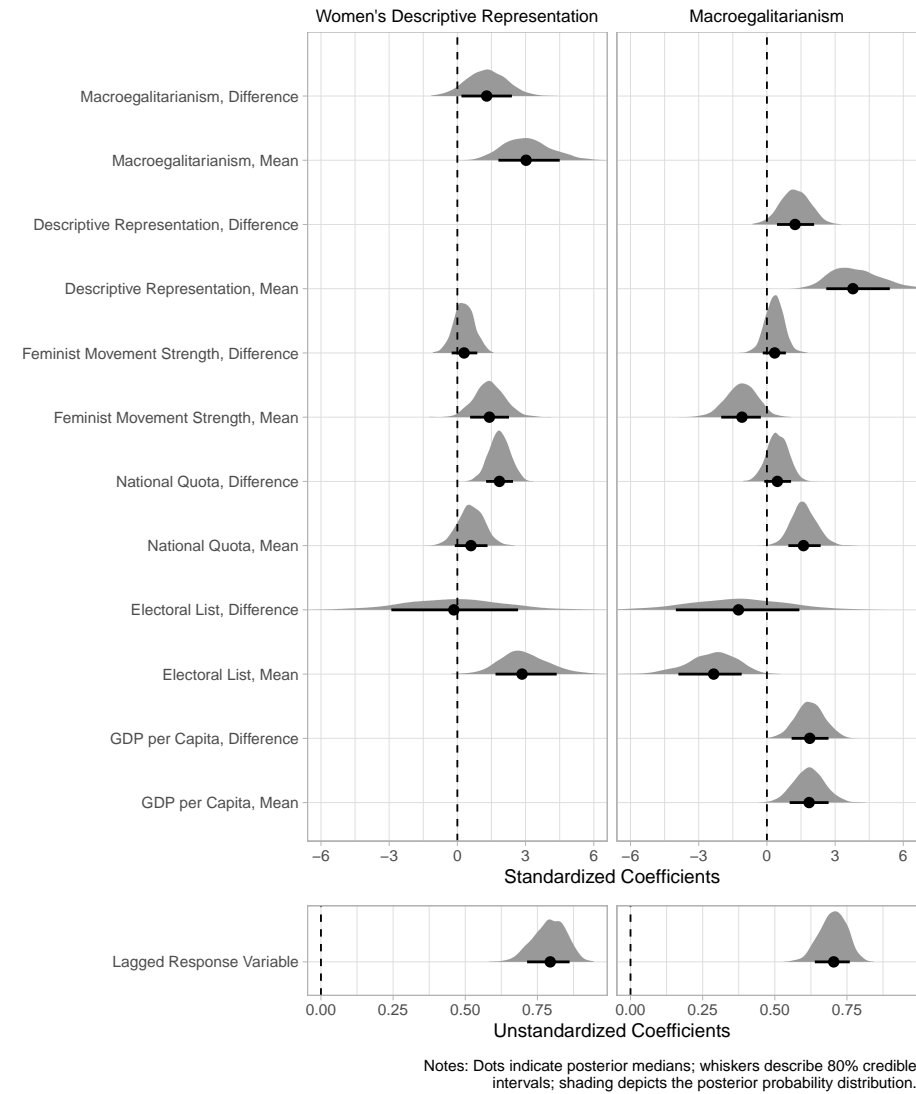 Women's Descriptive Representation
Macroegalitarianism
Macroegalitarianism, Difference
Macroegalitarianism, Mean
Descriptive Representation, Difference
Descriptive Representation, Mean
Feminist Movement Strength, Difference
Feminist Movement Strength, Mean
National Quota, Difference
National Quota, Mean
Electoral List, Difference
Electoral List, Mean
GDP per Capita, Difference
GDP per Capita, Mean
−6 −3 0 3 6 −6 −3 0 3 6
Standardized Coefficients
Lagged Response Variable
0.00 0.25 0.50 0.75 0.00 0.25 0.50 0.75
Unstandardized Coefficients
Notes: Dots indicate posterior medians; whiskers describe 80% credible
intervals; shading depicts the posterior probability distribution.